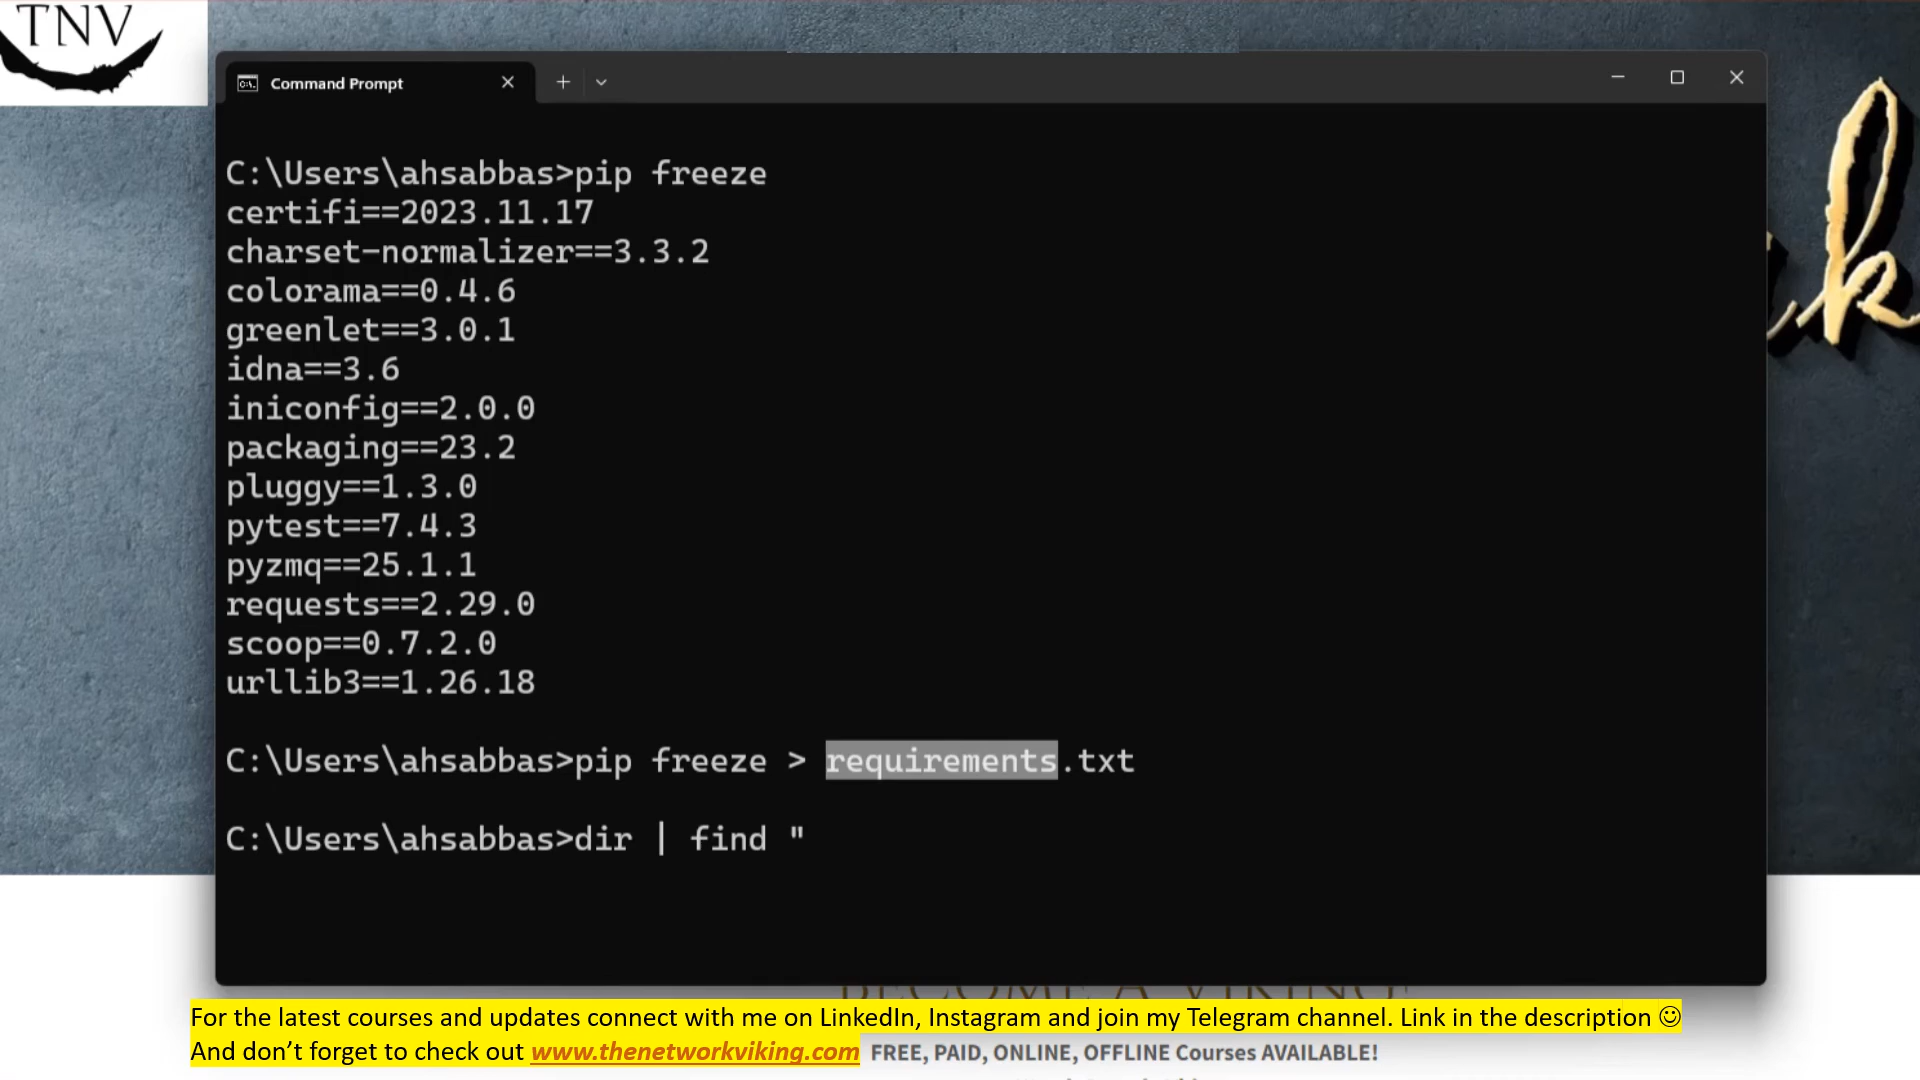 TNV
Command Prompt
C:\Users\ahsabbas>pip freeze
certifi==2023.11.17
charset-normalizer==3.3.2
colorama==0.4.6
greenlet==3.0.1
idna==3.6
iniconfig==2.0.0
packaging==23.2
pluggy==1.3.0
pytest==7.4.3
pyzmq==25.1.1
requests==2.29.0
scoop==0.7.2.0
urllib3==1.26.18
C:\Users\ahsabbas>pip freeze > requirements.txt
C:\Users\ahsabbas>dir | find "
BECOME A VIKING!
For the latest courses and updates connect with me on LinkedIn, Instagram and join my Telegram channel. Link in the description ☺
And don’t forget to check out www.thenetworkviking.com FREE, PAID, ONLINE, OFFLINE Courses AVAILABLE!